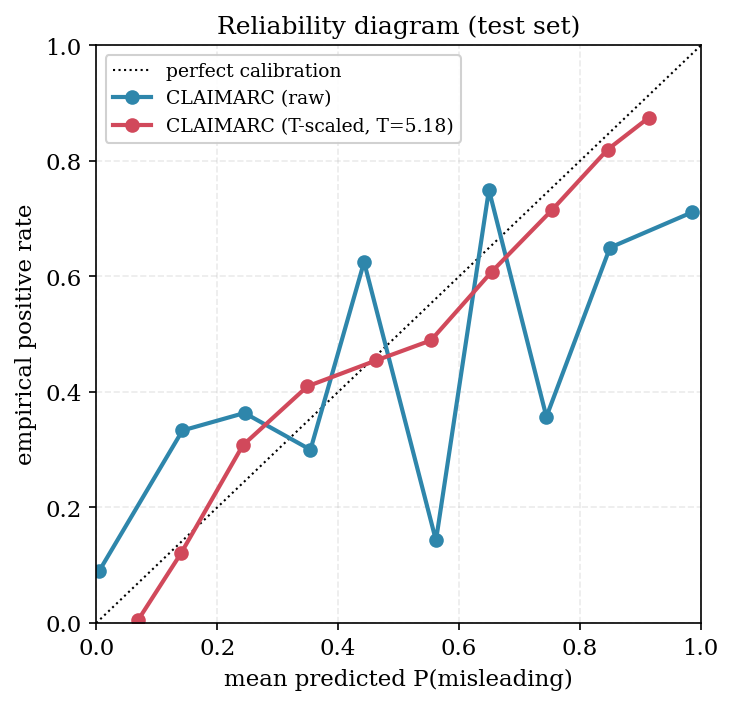 Reliability diagram (test set)
perfect calibration
CLAIMARC (raw)
CLAIMARC (T-scaled, T=5.18)
empirical positive rate
1.0
0.8
0.6
0.4
0.2
0.0
0.0 0.2 0.4 0.6 0.8 1.0
mean predicted P(misleading)